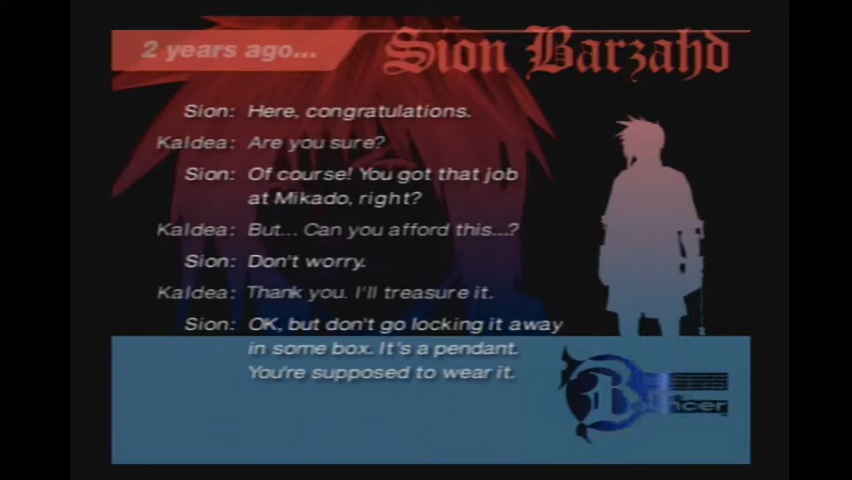 2 years ago...
Sion Barzahd
Sion: Here, congratulations.
Kaldea: Are you sure?
Sion: Of course! You got that job
at Mikado, right?
Kaldea: But... Can you afford this...?
Sion: Don't worry.
Kaldea: Thank you. I'll treasure it.
Sion: OK, but don't go locking it away
in some box. It's a pendant.
You're supposed to wear it.
Bouncer